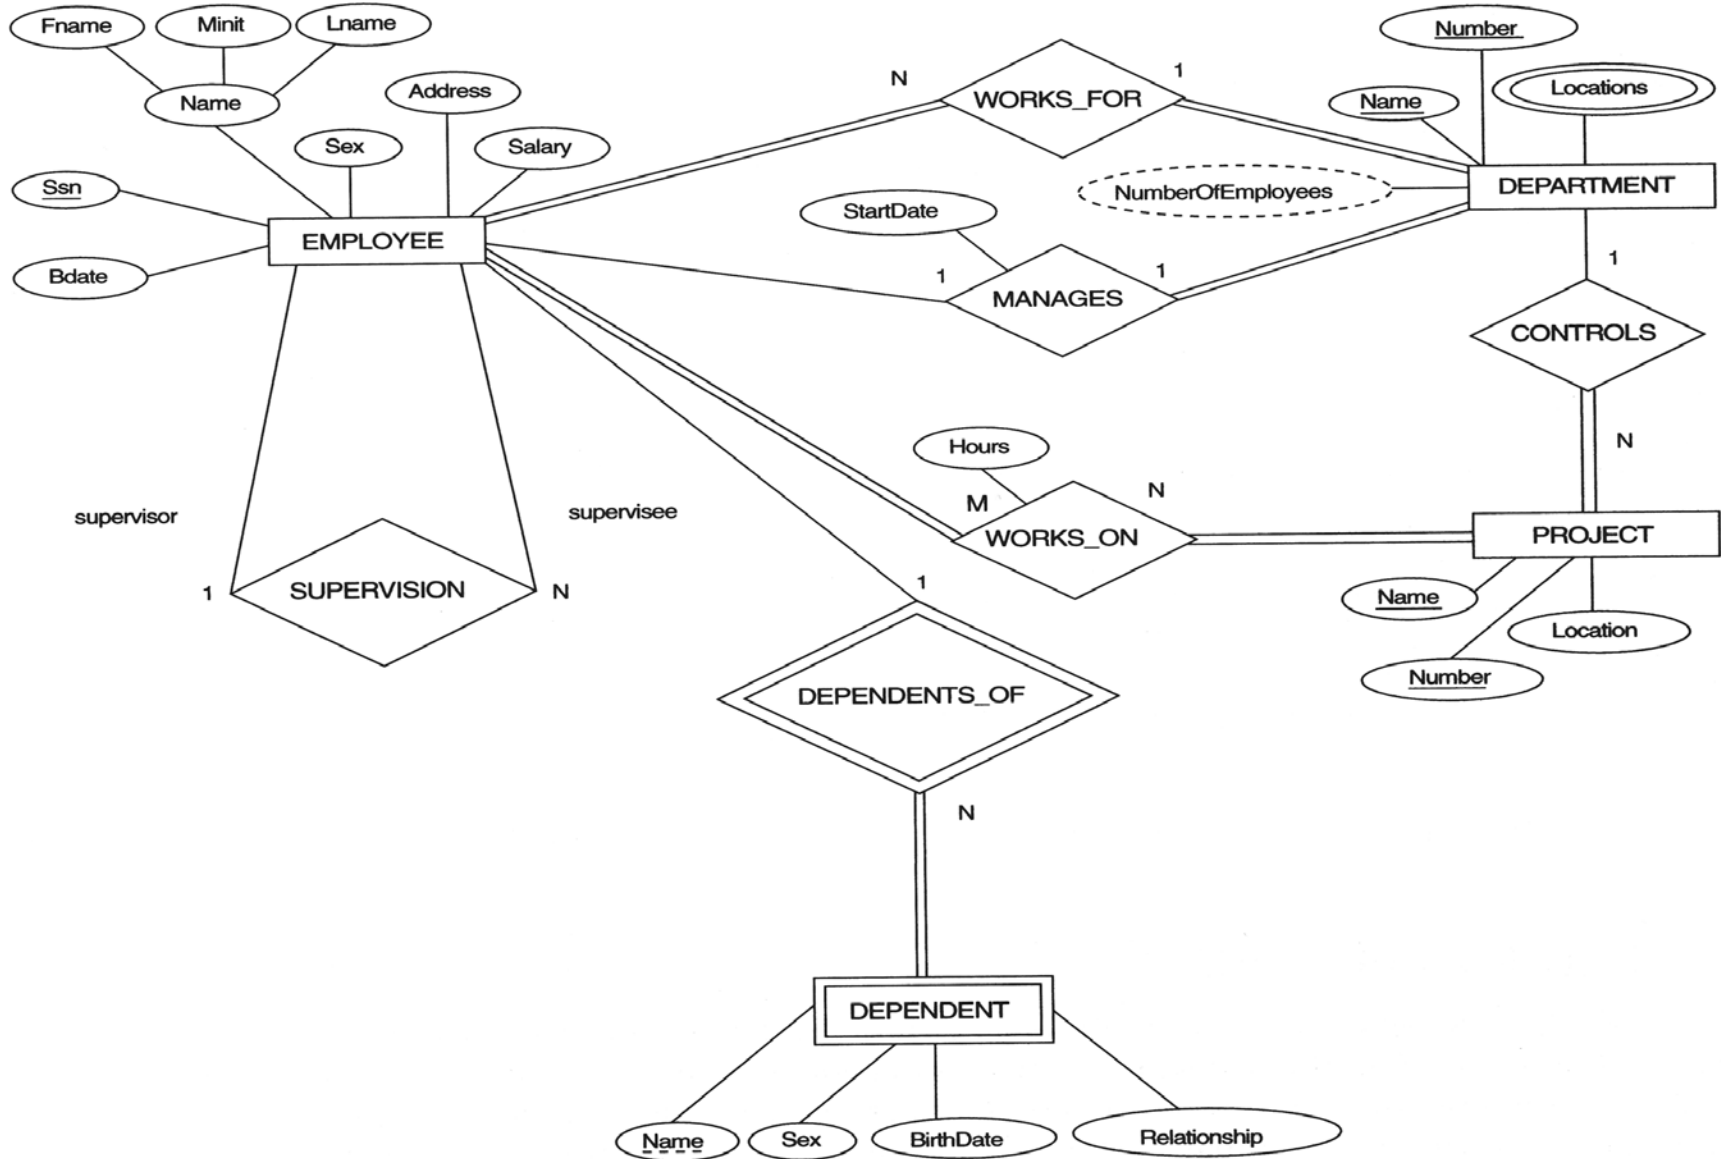 Fname
Minit
Lname
Number
Name
Address
N
1
WORKS_FOR
Name
Locations
Sex
Salary
Ssn
NumberOfEmployees
DEPARTMENT
StartDate
EMPLOYEE
Bdate
1
1
MANAGES
1
CONTROLS
N
Hours
M
N
supervisor
supervisee
WORKS_ON
PROJECT
1
SUPERVISION
N
1
Name
Location
Number
DEPENDENTS_OF
N
DEPENDENT
Name
Sex
BirthDate
Relationship